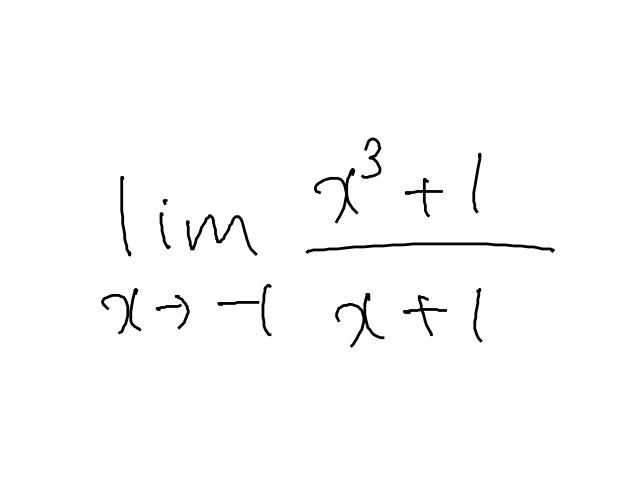 lim x³ + 1
x → -1 x + 1